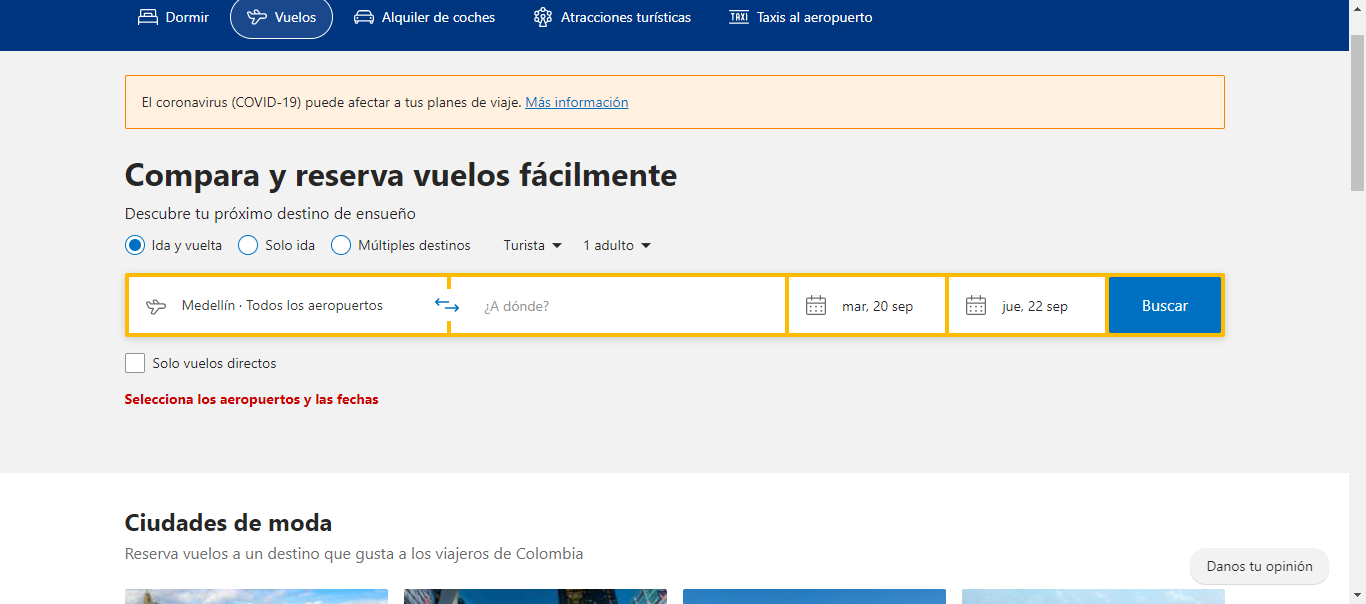 Dormir Vuelos Alquiler de coches Atracciones turísticas TAXI Taxis al aeropuerto
El coronavirus (COVID-19) puede afectar a tus planes de viaje. Más información
Compara y reserva vuelos fácilmente
Descubre tu próximo destino de ensueño
Ida y vuelta Solo ida Múltiples destinos Turista 1 adulto
Medellín · Todos los aeropuertos ¿A dónde? mar, 20 sep jue, 22 sep Buscar
Solo vuelos directos
Selecciona los aeropuertos y las fechas
Ciudades de moda
Reserva vuelos a un destino que gusta a los viajeros de Colombia
Danos tu opinión